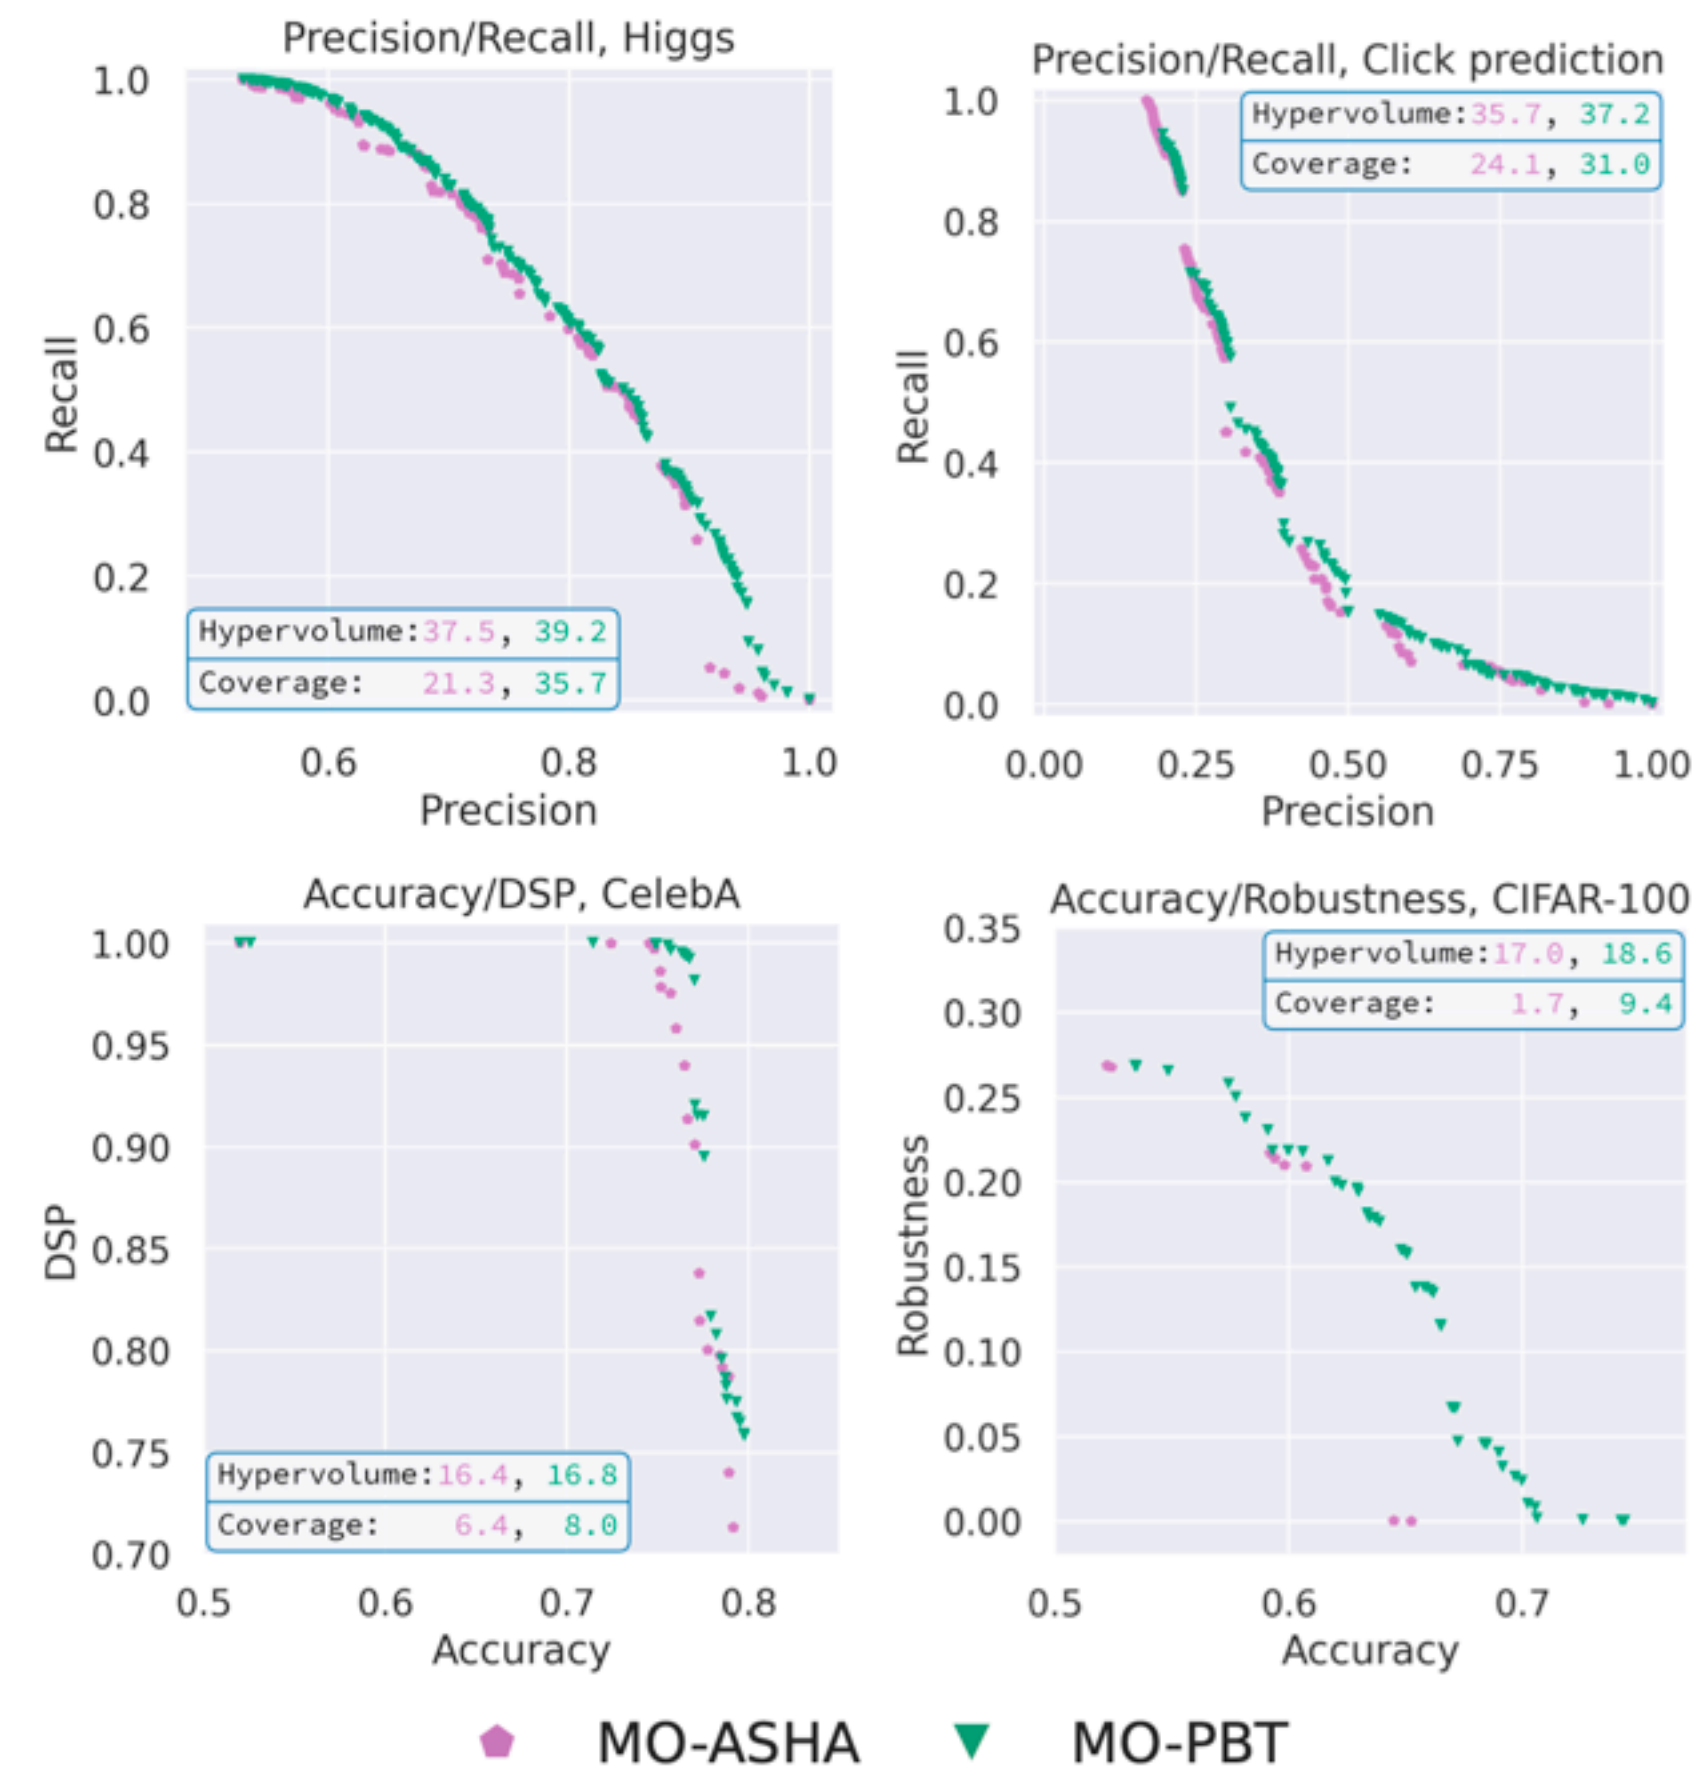 Precision/Recall, Higgs
1.0
0.8
0.6
0.4
0.2
0.0
Recall
Hypervolume:37.5, 39.2
Coverage: 21.3, 35.7
0.6 0.8 1.0
Precision
Precision/Recall, Click prediction
1.0
0.8
0.6
0.4
0.2
0.0
Recall
Hypervolume:35.7, 37.2
Coverage: 24.1, 31.0
0.00 0.25 0.50 0.75 1.00
Precision
Accuracy/DSP, CelebA
1.00
0.95
0.90
0.85
0.80
0.75
0.70
DSP
Hypervolume:16.4, 16.8
Coverage: 6.4, 8.0
0.5 0.6 0.7 0.8
Accuracy
Accuracy/Robustness, CIFAR-100
0.35
0.30
0.25
0.20
0.15
0.10
0.05
0.00
Robustness
Hypervolume:17.0, 18.6
Coverage: 1.7, 9.4
0.5 0.6 0.7
Accuracy
MO-ASHA MO-PBT